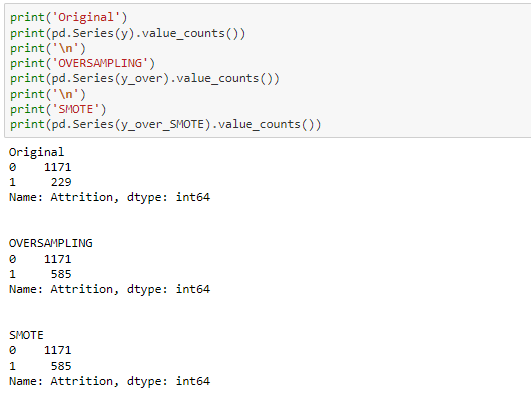 print('Original')
print(pd.Series(y).value_counts())
print('\n')
print('OVERSAMPLING')
print(pd.Series(y_over).value_counts())
print('\n')
print('SMOTE')
print(pd.Series(y_over_SMOTE).value_counts())
Original
0    1171
1     229
Name: Attrition, dtype: int64
OVERSAMPLING
0    1171
1     585
Name: Attrition, dtype: int64
SMOTE
0    1171
1     585
Name: Attrition, dtype: int64